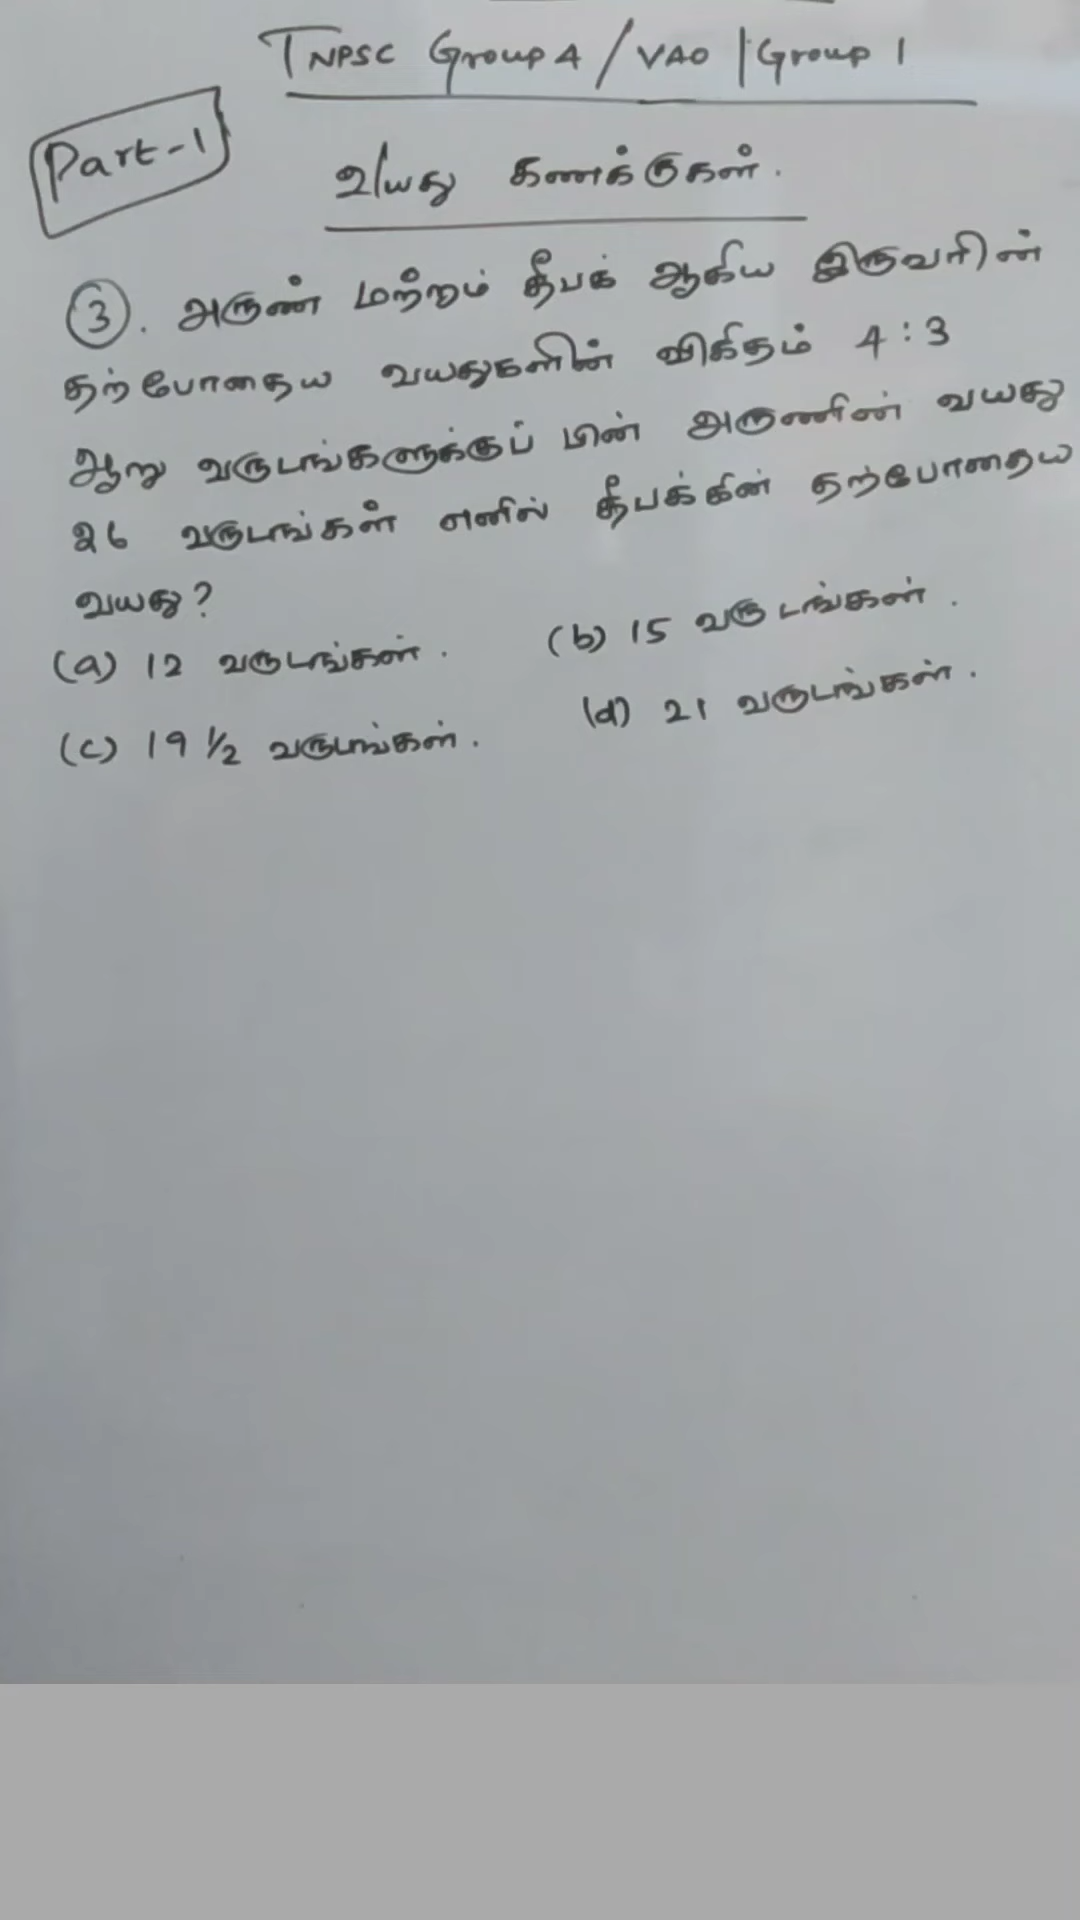 TNPSC Group 4 / VAO | Group 1
Part-1
வயது கணக்குகள்.
③. அருண் மற்றும் தீபக் ஆகிய இருவரின்
தற்போதைய வயதுகளின் விகிதம் 4:3
ஆறு வருடங்களுக்குப் பின் அருணின் வயது
26 வருடங்கள் எனில் தீபக்கின் தற்போதைய
வயது?
(a) 12 வருடங்கள். (b) 15 வருடங்கள்.
(c) 19 1/2 வருடங்கள். (d) 21 வருடங்கள்.